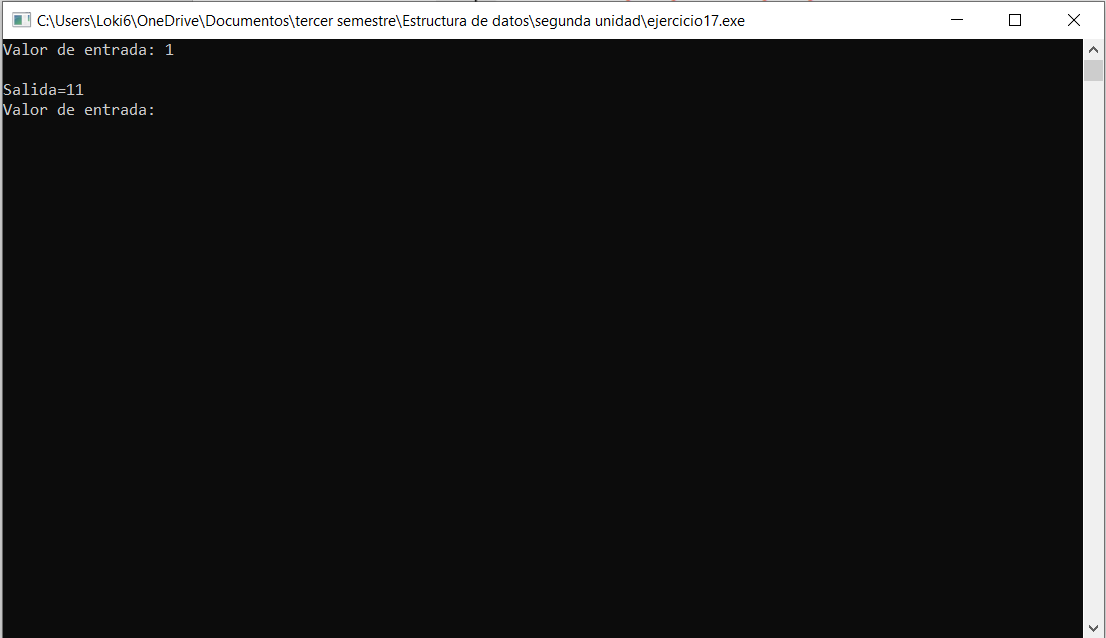 C:\Users\Loki6\OneDrive\Documentos\tercer semestre\Estructura de datos\segunda unidad\ejercicio17.exe
Valor de entrada: 1
Salida=11
Valor de entrada: